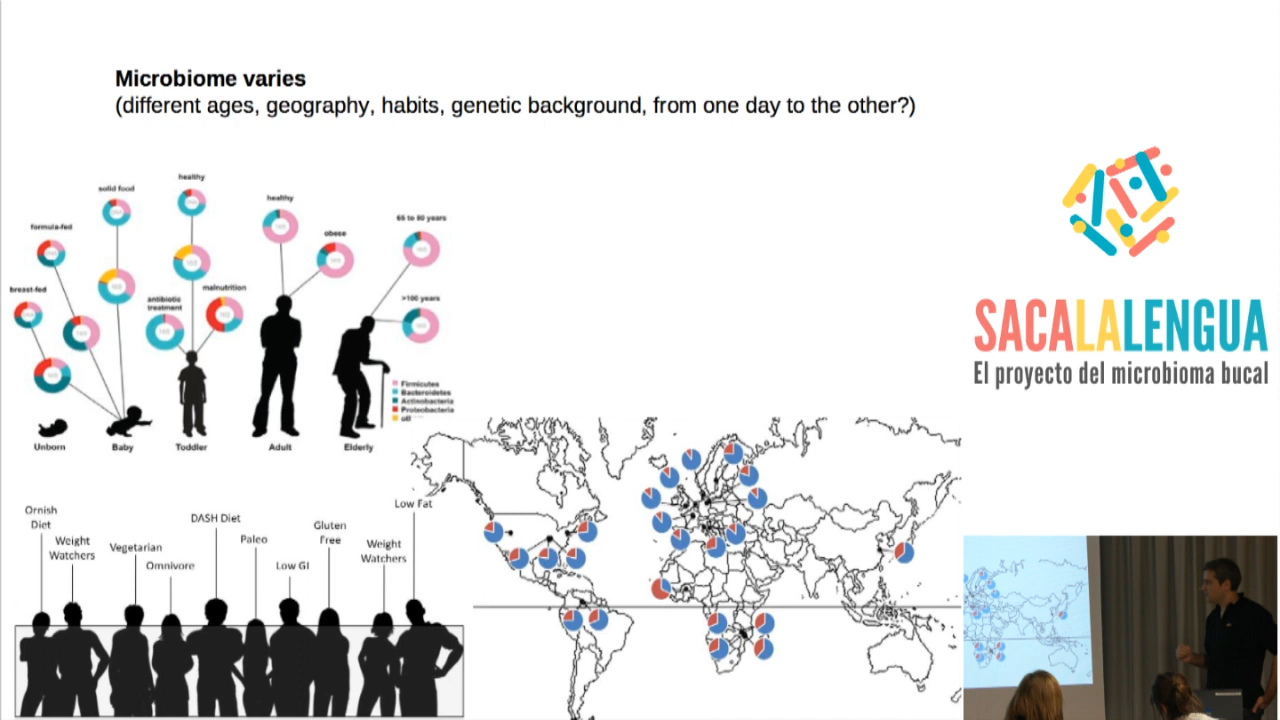 Microbiome varies
(different ages, geography, habits, genetic background, from one day to the other?)
healthy
solid food
healthy
65 to 80 years
formula-fed
obese
breast-fed
malnutrition
antibiotic
treatment
>100 years
Firmicutes
Bacteroidetes
Actinobacteria
Proteobacteria
Unborn
Baby
Toddler
Adult
Elderly
SACALALENGUA
El proyecto del microbioma bucal
Ornish
Diet
Weight
Watchers
Vegetarian
Omnivore
DASH Diet
Paleo
Low GI
Gluten
Free
Weight
Watchers
Low Fat